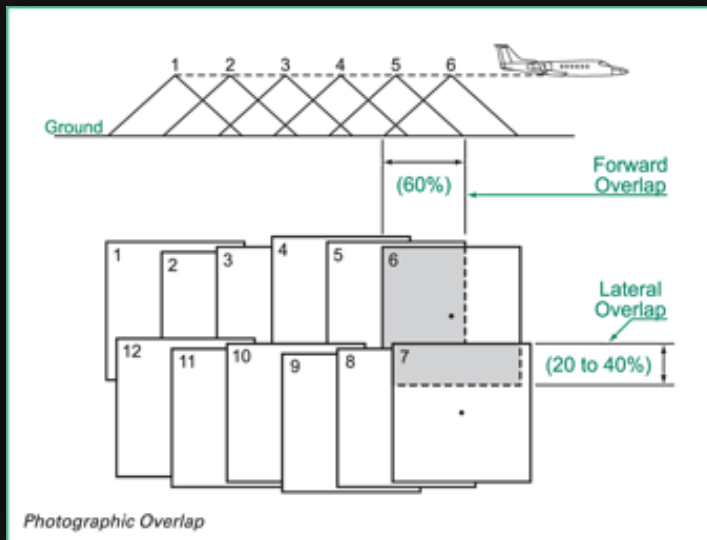 1 2 3 4 5 6
Ground
(60%)
Forward
Overlap
1 2 3 4 5 6
Lateral
Overlap
(20 to 40%)
12 11 10 9 8 7
Photographic Overlap